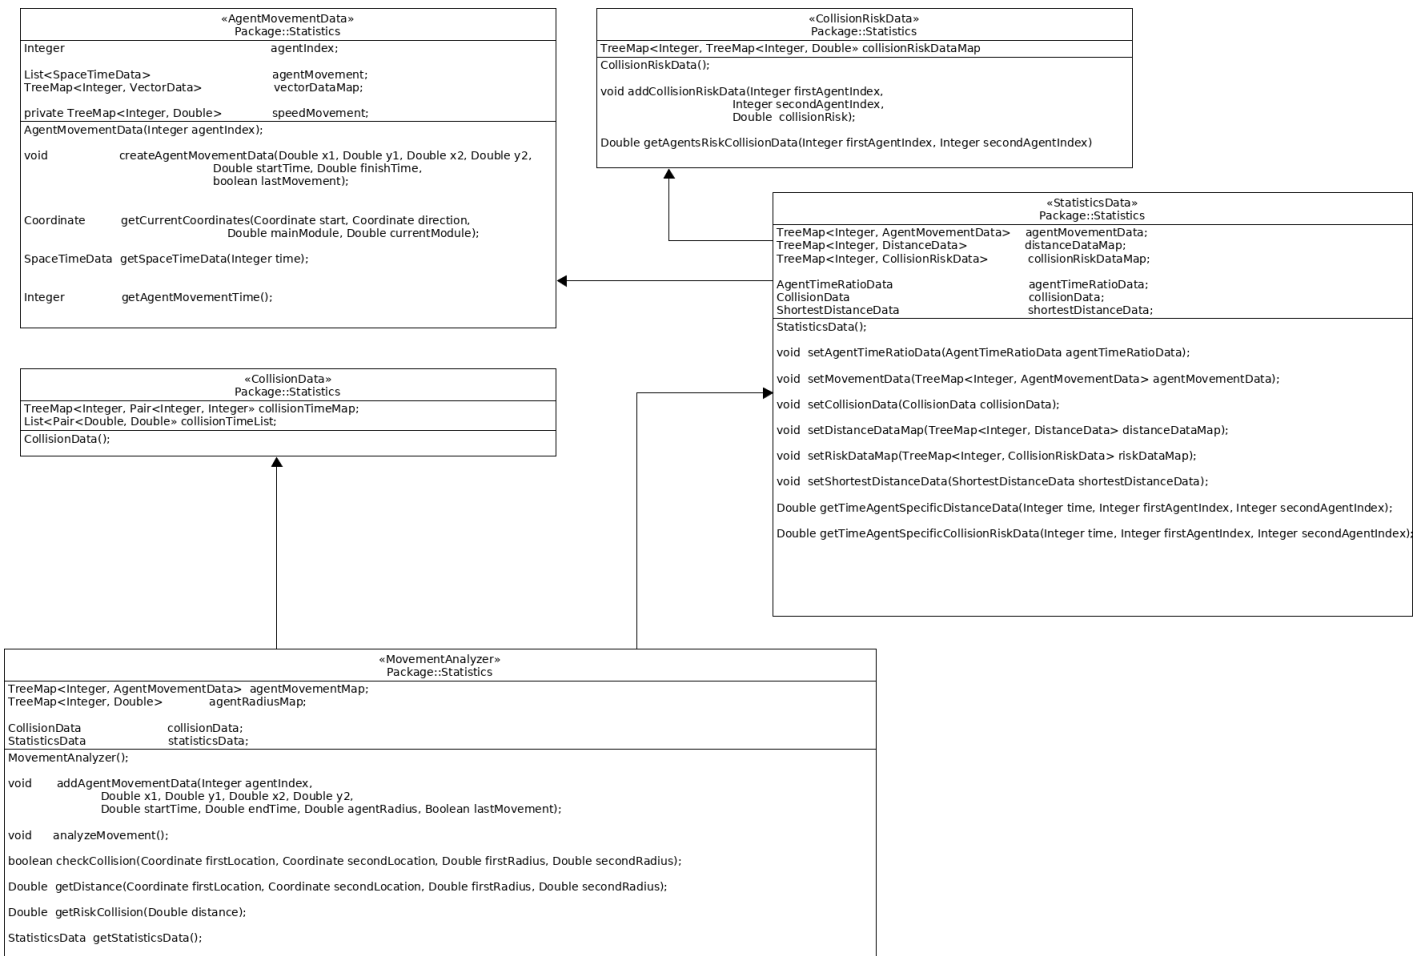 «AgentMovementData»
Package::Statistics
Integer agentIndex;
List<SpaceTimeData> agentMovement;
TreeMap<Integer, VectorData> vectorDataMap;
private TreeMap<Integer, Double> speedMovement;
AgentMovementData(Integer agentIndex);
void createAgentMovementData(Double x1, Double y1, Double x2, Double y2,
Double startTime, Double finishTime,
boolean lastMovement);
Coordinate getCurrentCoordinates(Coordinate start, Coordinate direction,
Double mainModule, Double currentModule);
SpaceTimeData getSpaceTimeData(Integer time);
Integer getAgentMovementTime();
«CollisionRiskData»
Package::Statistics
TreeMap<Integer, TreeMap<Integer, Double» collisionRiskDataMap
CollisionRiskData();
void addCollisionRiskData(Integer firstAgentIndex,
Integer secondAgentIndex,
Double collisionRisk);
Double getAgentsRiskCollisionData(Integer firstAgentIndex, Integer secondAgentIndex)
«StatisticsData»
Package::Statistics
TreeMap<Integer, AgentMovementData> agentMovementData;
TreeMap<Integer, DistanceData> distanceDataMap;
TreeMap<Integer, CollisionRiskData> collisionRiskDataMap;
AgentTimeRatioData agentTimeRatioData;
CollisionData collisionData;
ShortestDistanceData shortestDistanceData;
StatisticsData();
void setAgentTimeRatioData(AgentTimeRatioData agentTimeRatioData);
void setMovementData(TreeMap<Integer, AgentMovementData> agentMovementData);
void setCollisionData(CollisionData collisionData);
void setDistanceDataMap(TreeMap<Integer, DistanceData> distanceDataMap);
void setRiskDataMap(TreeMap<Integer, CollisionRiskData> riskDataMap);
void setShortestDistanceData(ShortestDistanceData shortestDistanceData);
Double getTimeAgentSpecificDistanceData(Integer time, Integer firstAgentIndex, Integer secondAgentIndex);
Double getTimeAgentSpecificCollisionRiskData(Integer time, Integer firstAgentIndex, Integer secondAgentIndex);
«CollisionData»
Package::Statistics
TreeMap<Integer, Pair<Integer, Integer» collisionTimeMap;
List<Pair<Double, Double» collisionTimeList;
CollisionData();
«MovementAnalyzer»
Package::Statistics
TreeMap<Integer, AgentMovementData> agentMovementMap;
TreeMap<Integer, Double> agentRadiusMap;
CollisionData collisionData;
StatisticsData statisticsData;
MovementAnalyzer();
void addAgentMovementData(Integer agentIndex,
Double x1, Double y1, Double x2, Double y2,
Double startTime, Double endTime, Double agentRadius, Boolean lastMovement);
void analyzeMovement();
boolean checkCollision(Coordinate firstLocation, Coordinate secondLocation, Double firstRadius, Double secondRadius);
Double getDistance(Coordinate firstLocation, Coordinate secondLocation, Double firstRadius, Double secondRadius);
Double getRiskCollision(Double distance);
StatisticsData getStatisticsData();